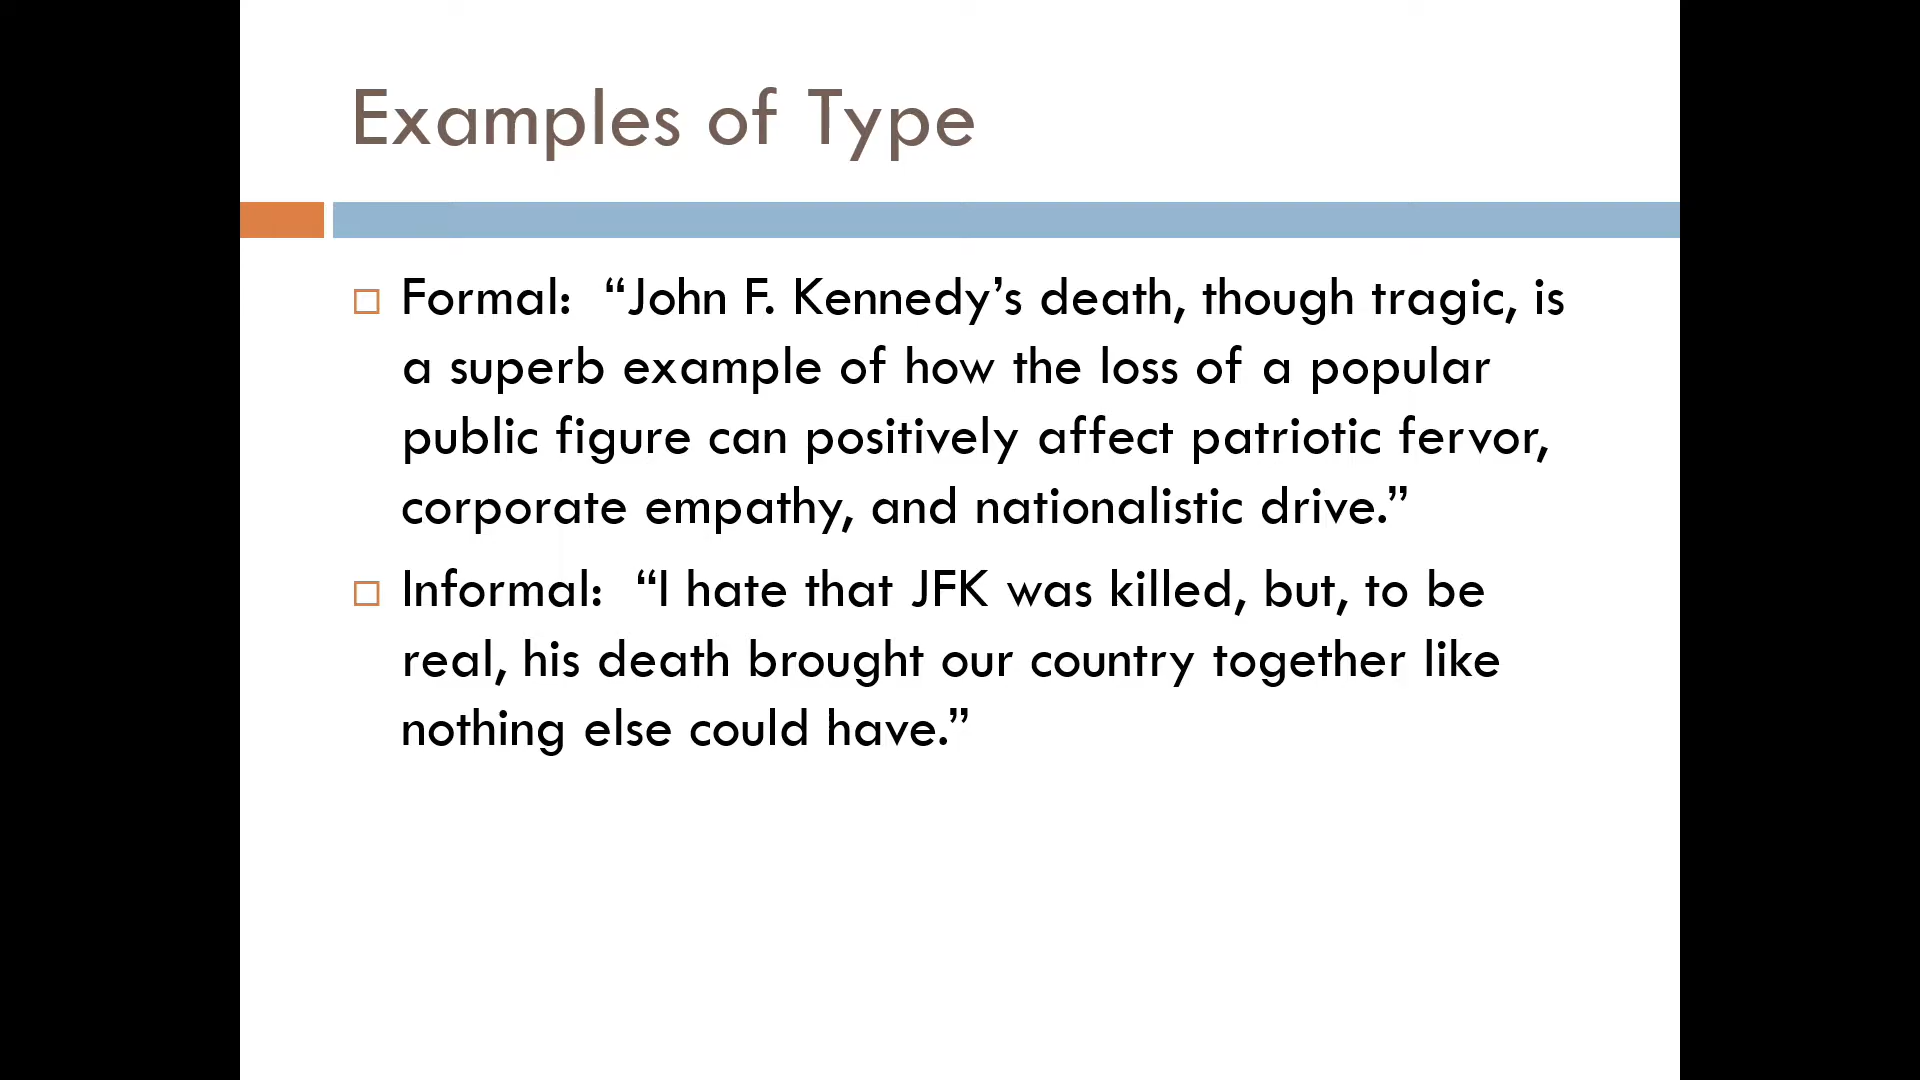 Examples of Type
Formal:  “John F. Kennedy’s death, though tragic, is
a superb example of how the loss of a popular
public figure can positively affect patriotic fervor,
corporate empathy, and nationalistic drive.”
Informal:  “I hate that JFK was killed, but, to be
real, his death brought our country together like
nothing else could have.”